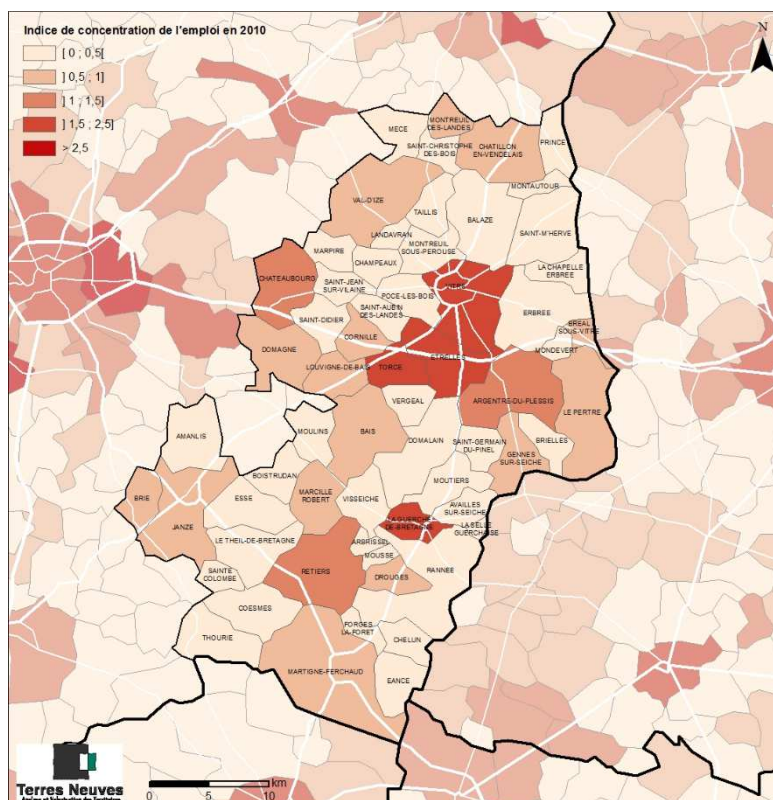 Indice de concentration de l'emploi en 2010
[ 0 ; 0,5[
] 0,5 ; 1]
] 1 ; 1,5]
] 1,5 ; 2,5]
> 2,5
N
MECE
MONTREUIL
DES-LANDES
SAINT-CHRISTOPHE
DES-BOIS
CHATILLON
EN-VENDELAIS
PRINCE
MONTAUTOUR
VAL-D'IZE
TAILLIS
BALAZE
SAINT-M'HERVE
LANDAVRAN
MONTREUIL
SOUS-PEROUSE
MARPIRE
CHAMPEAUX
LA CHAPELLE
ERBREE
CHATEAUBOURG
SAINT-JEAN
SUR-VILAINE
POCE-LES-BOIS
VITRE
SAINT-AUBIN
DES-LANDES
ERBREE
SAINT-DIDIER
BREAL
SOUS-VITRE
CORNILLE
MONDEVERT
DOMAGNE
ETRELLES
LOUVIGNE-DE-BAIS
TORCE
VERGEAL
ARGENTRE-DU-PLESSIS
LE PERTRE
AMANLIS
MOULINS
BAIS
DOMALAIN
SAINT-GERMAIN
DU-PINEL
BRIELLES
GENNES
SUR-SEICHE
BOISTRUDAN
MOUTIERS
BRIE
ESSE
MARCILLE
ROBERT
VISSEICHE
AVAILLES
SUR-SEICHE
JANZE
LA GUERCHE
DE-BRETAGNE
LA SELLE
GUERCHAISE
LE THEIL-DE-BRETAGNE
ARBRISSEL
MOUSSE
SAINTE
COLOMBE
RETIERS
DROUGES
RANNEE
COESMES
FORGES
LA-FORET
THOURIE
CHELUN
MARTIGNE-FERCHAUD
EANCE
Terres Neuves
km
0 5 10